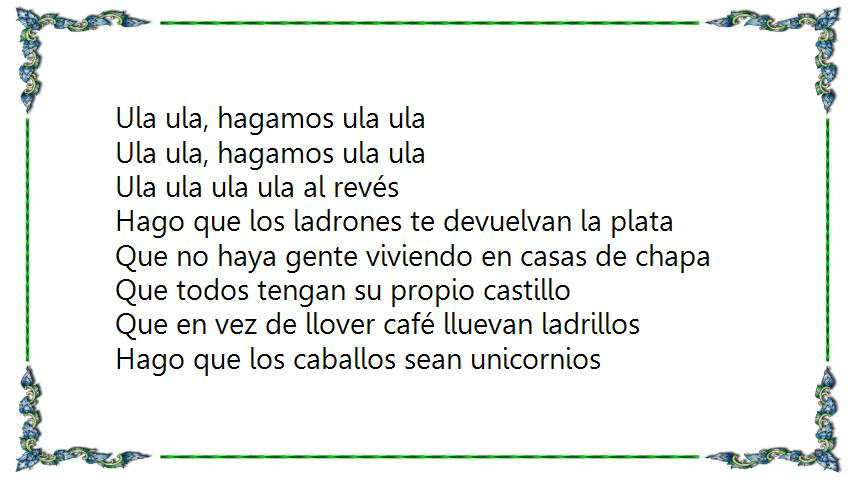 Ula ula, hagamos ula ula
Ula ula, hagamos ula ula
Ula ula ula ula al revés
Hago que los ladrones te devuelvan la plata
Que no haya gente viviendo en casas de chapa
Que todos tengan su propio castillo
Que en vez de llover café lluevan ladrillos
Hago que los caballos sean unicornios